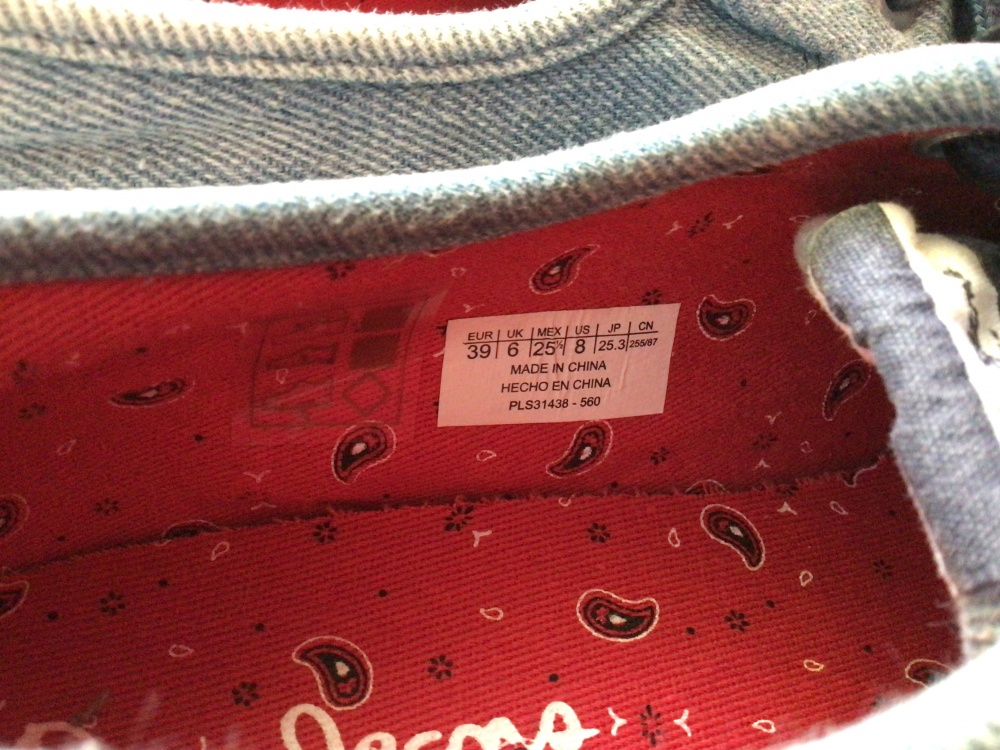 EUR | UK | MEX | US | JP | CN
39 | 6 | 25½ | 8 | 25.3 | 255/87
MADE IN CHINA
HECHO EN CHINA
PLS31438 - 560